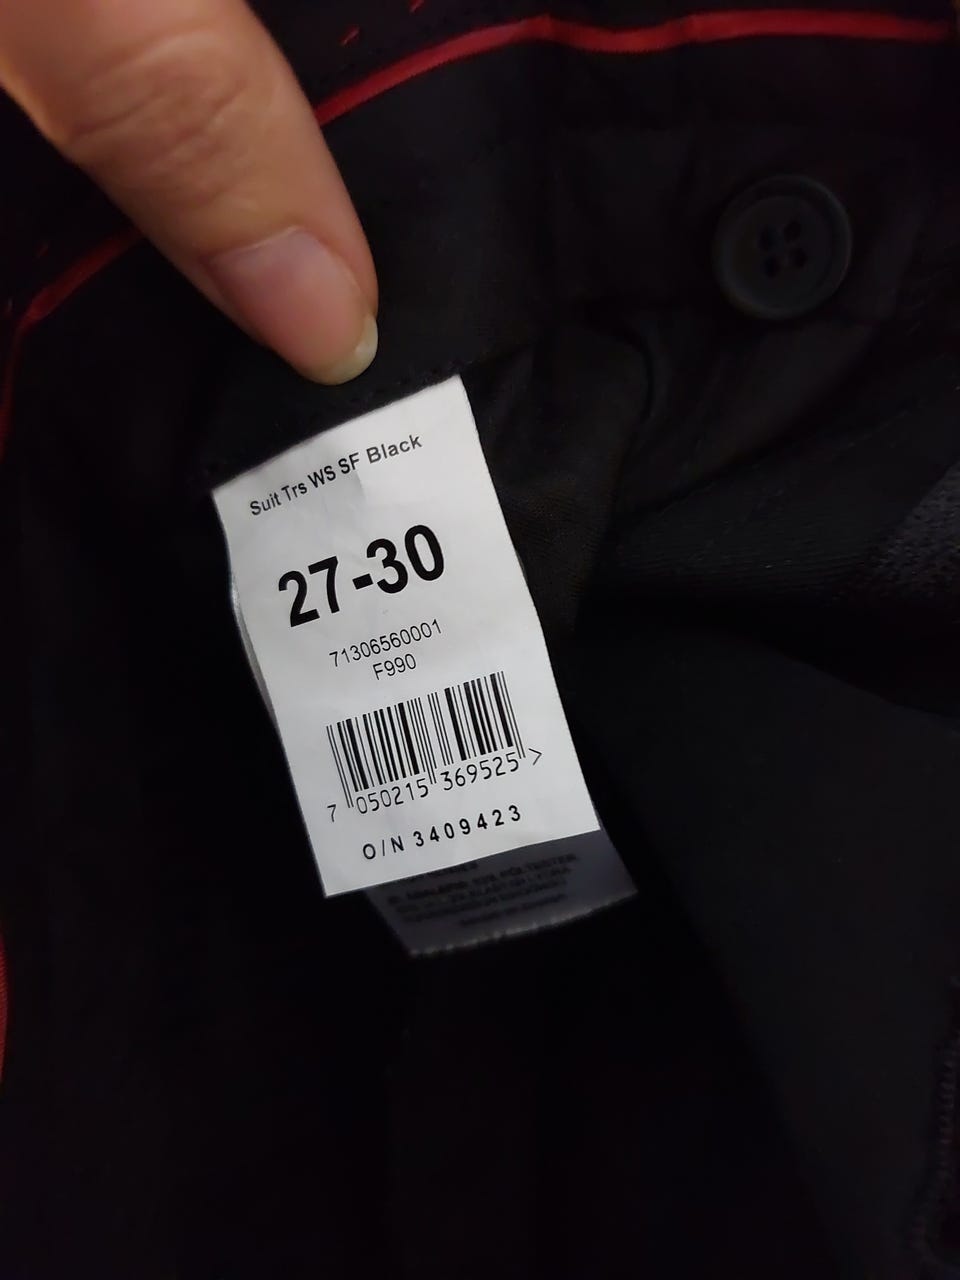 Suit Trs WS SF Black
27-30
71306560001
F990
7 050215 369525 >
O/N 3409423